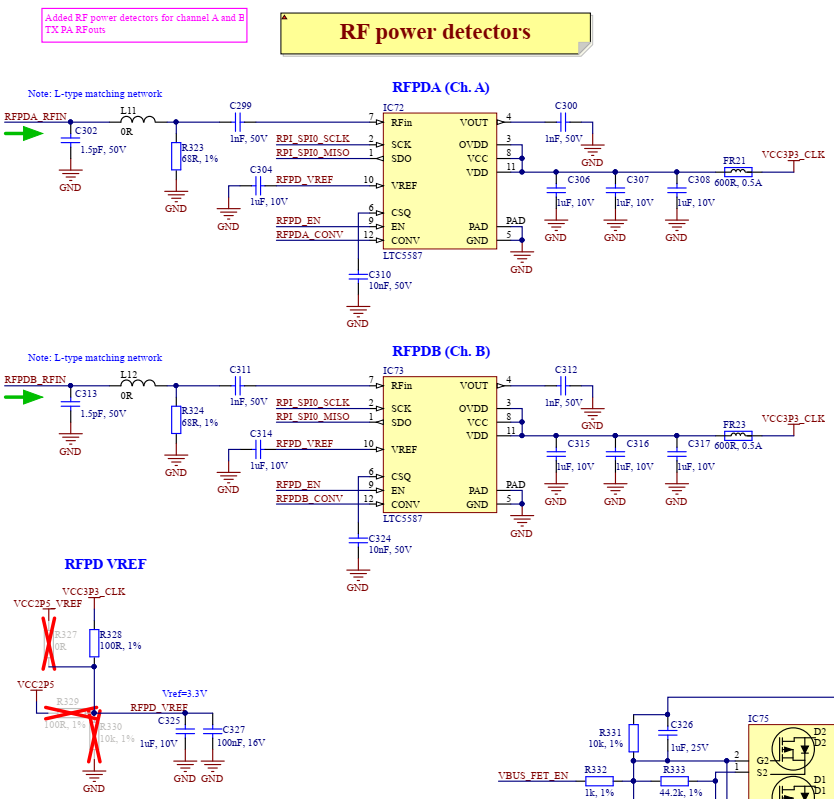 Added RF power detectors for channel A and B
TX PA RFouts
RF power detectors
RFPDA (Ch. A)
Note: L-type matching network
RFPDA_RFIN
C302
1.5pF, 50V
GND
L11
0R
R323
68R, 1%
GND
C299
1nF, 50V
RPI_SPI0_SCLK
RPI_SPI0_MISO
C304
RFPD_VREF
1uF, 10V
GND
RFPD_EN
RFPDA_CONV
C310
10nF, 50V
GND
IC72
7 RFin VOUT 4
2 SCK OVDD 3
1 SDO VCC 8
VDD 11
10 VREF
6 CSQ
9 EN PAD PAD
12 CONV GND 5
LTC5587
GND
C300
1nF, 50V
GND
C306
1uF, 10V
GND
C307
1uF, 10V
GND
C308
1uF, 10V
GND
FR21
600R, 0.5A
VCC3P3_CLK
RFPDB (Ch. B)
Note: L-type matching network
RFPDB_RFIN
C313
1.5pF, 50V
GND
L12
0R
R324
68R, 1%
GND
C311
1nF, 50V
RPI_SPI0_SCLK
RPI_SPI0_MISO
C314
RFPD_VREF
1uF, 10V
GND
RFPD_EN
RFPDB_CONV
C324
10nF, 50V
GND
IC73
7 RFin VOUT 4
2 SCK OVDD 3
1 SDO VCC 8
VDD 11
10 VREF
6 CSQ
9 EN PAD PAD
12 CONV GND 5
LTC5587
GND
C312
1nF, 50V
GND
C315
1uF, 10V
GND
C316
1uF, 10V
GND
C317
1uF, 10V
GND
FR23
600R, 0.5A
VCC3P3_CLK
RFPD VREF
VCC3P3_CLK
VCC2P5_VREF
R327
0R
R328
100R, 1%
VCC2P5
R329
100R, 1%
R330
10k, 1%
GND
Vref=3.3V
RFPD_VREF
C325
1uF, 10V
GND
C327
100nF, 16V
GND
R331
10k, 1%
C326
1uF, 25V
VBUS_FET_EN
R332
1k, 1%
R333
44.2k, 1%
IC75
2
1
G2
S2
D2
D2
D1
D1